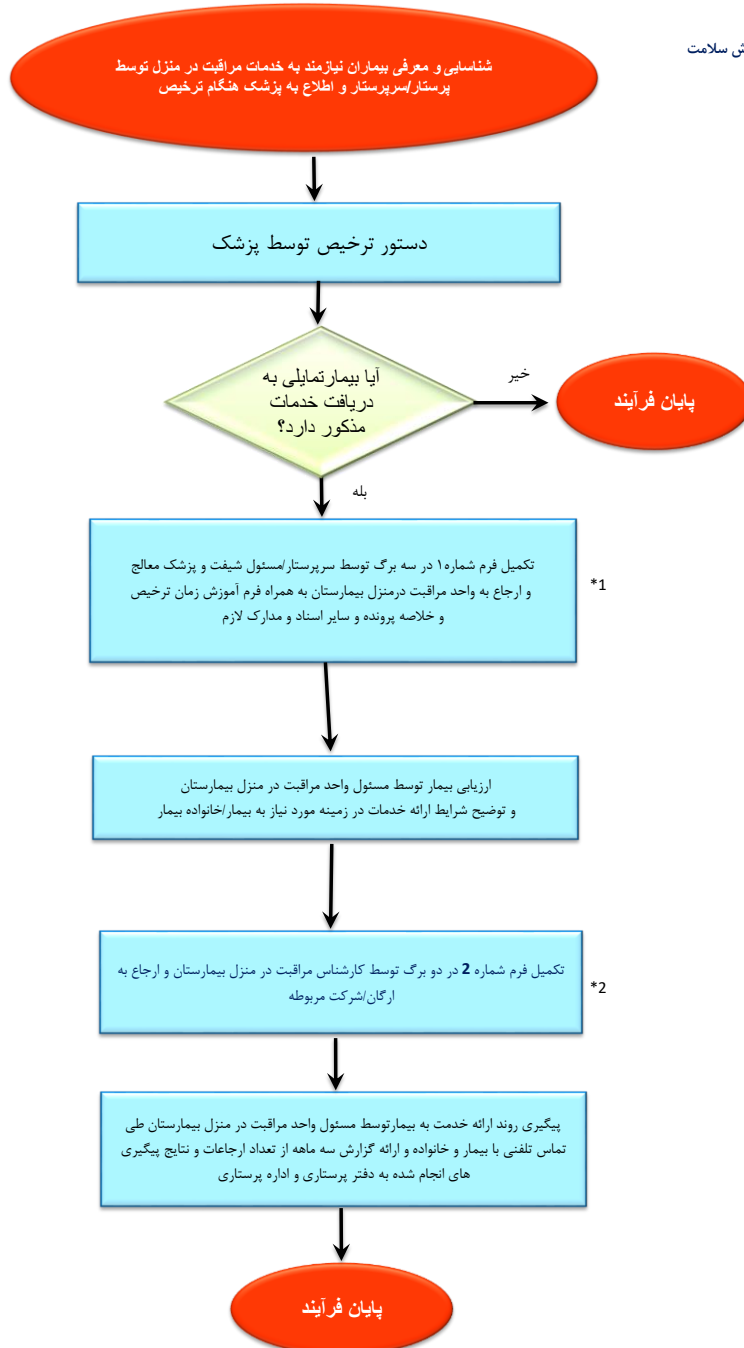 ش سلامت
شناسایی و معرفی بیماران نیازمند به خدمات مراقبت در منزل توسط
پرستار/سرپرستار و اطلاع به پزشک هنگام ترخیص
دستور ترخیص توسط پزشک
آیا بیمارتمایلی به
دریافت خدمات
مذکور دارد؟
خیر
پایان فرآیند
بله
تکمیل فرم شماره۱ در سه برگ توسط سرپرستار/مسئول شیفت و پزشک معالج
و ارجاع به واحد مراقبت درمنزل بیمارستان به همراه فرم آموزش زمان ترخیص
و خلاصه پرونده و سایر اسناد و مدارک لازم
*1
ارزیابی بیمار توسط مسئول واحد مراقبت در منزل بیمارستان
و توضیح شرایط ارائه خدمات در زمینه مورد نیاز به بیمار/خانواده بیمار
تکمیل فرم شماره 2 در دو برگ توسط کارشناس مراقبت در منزل بیمارستان و ارجاع به
ارگان/شرکت مربوطه
*2
پیگیری روند ارائه خدمت به بیمارتوسط مسئول واحد مراقبت در منزل بیمارستان طی
تماس تلفنی با بیمار و خانواده و ارائه گزارش سه ماهه از تعداد ارجاعات و نتایج پیگیری
های انجام شده به دفتر پرستاری و اداره پرستاری
پایان فرآیند